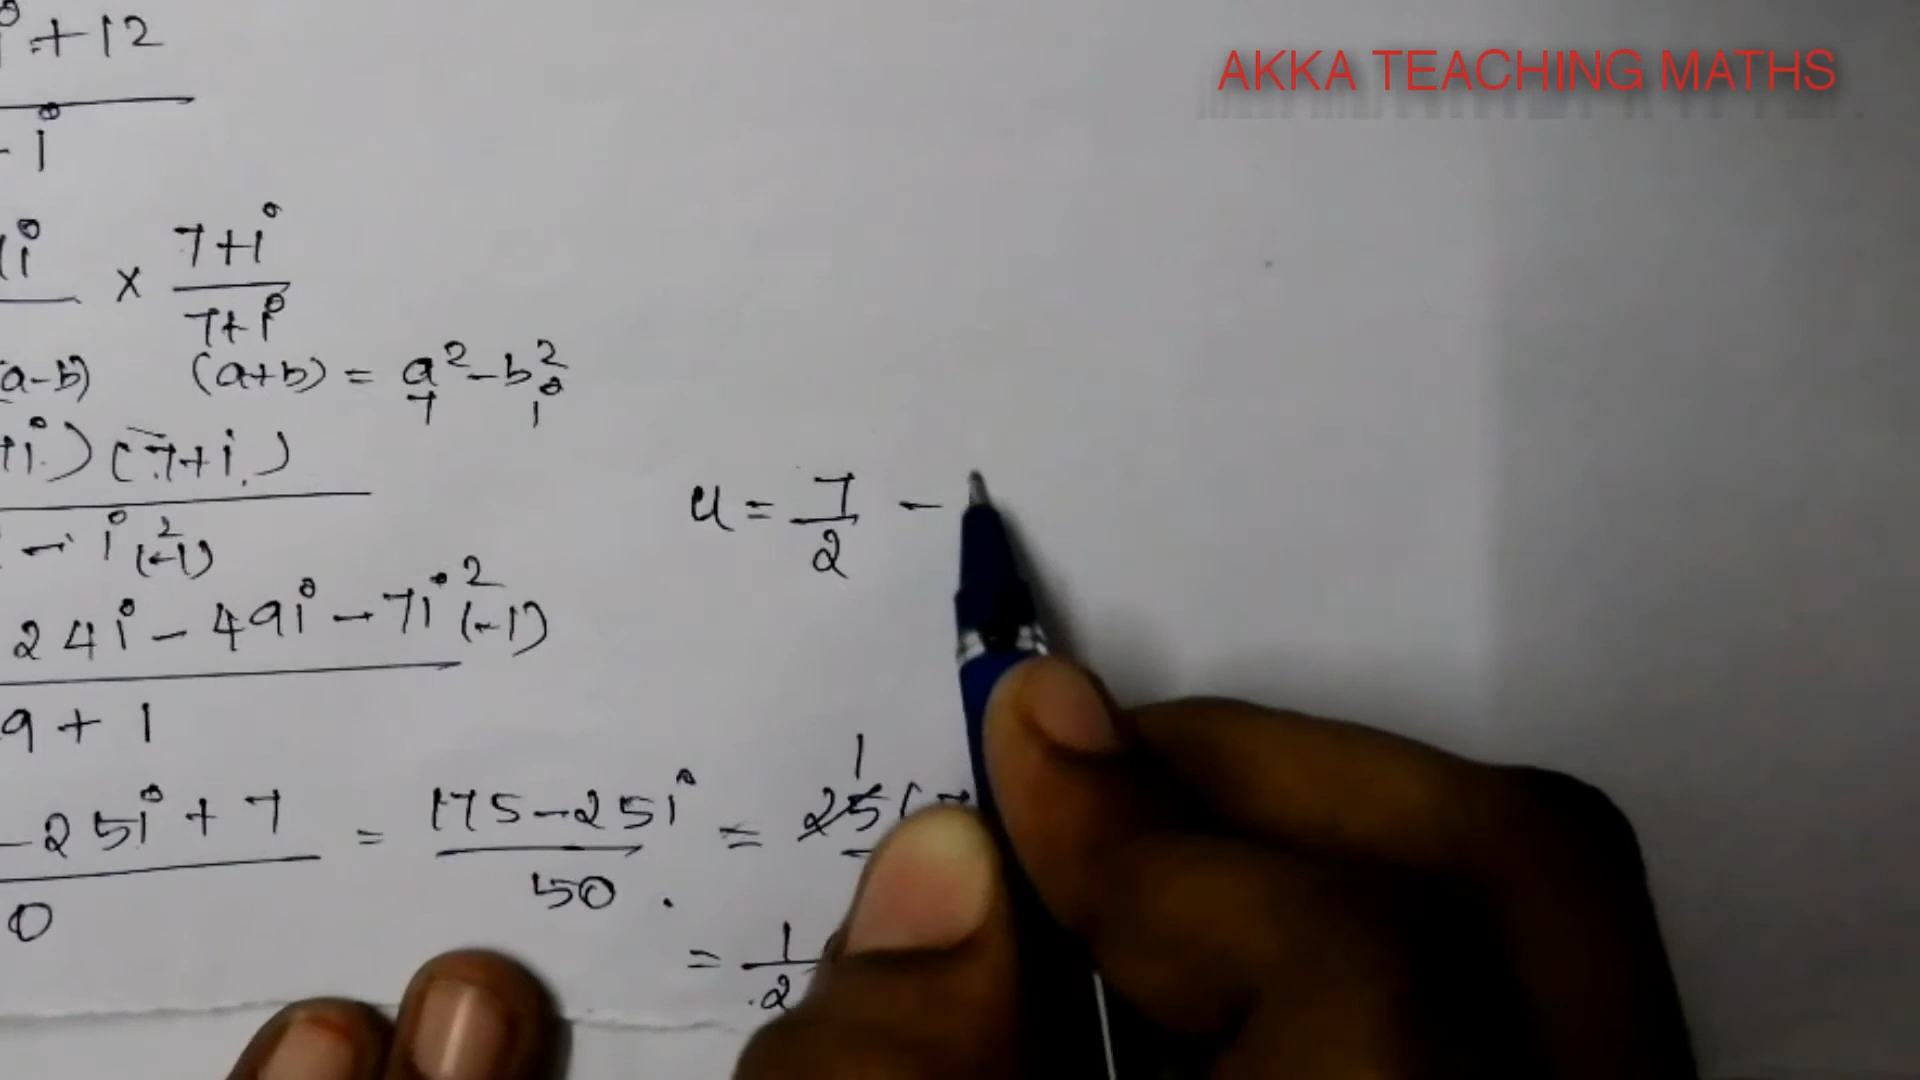 AKKA TEACHING MATHS
i + 12
- i
i × 7+i
7+i
(a-b) (a+b) = a² - b²
7 i
i) (7+i)
- i² (-1)
24i - 49i - 7i² (-1)
9 + 1
u = 7/2 -
- 25i + 7 = 175 - 25i = 25(7
0 50 .
1
= 1/2